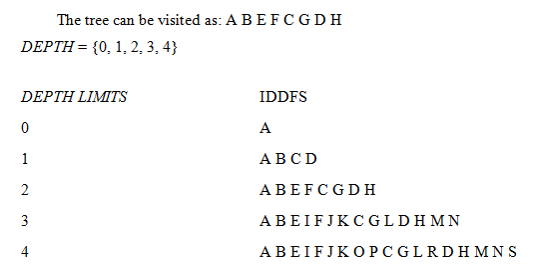 The tree can be visited as: A B E F C G D H
DEPTH = {0, 1, 2, 3, 4}
DEPTH LIMITS IDDFS
0 A
1 A B C D
2 A B E F C G D H
3 A B E I F J K C G L D H M N
4 A B E I F J K O P C G L R D H M N S